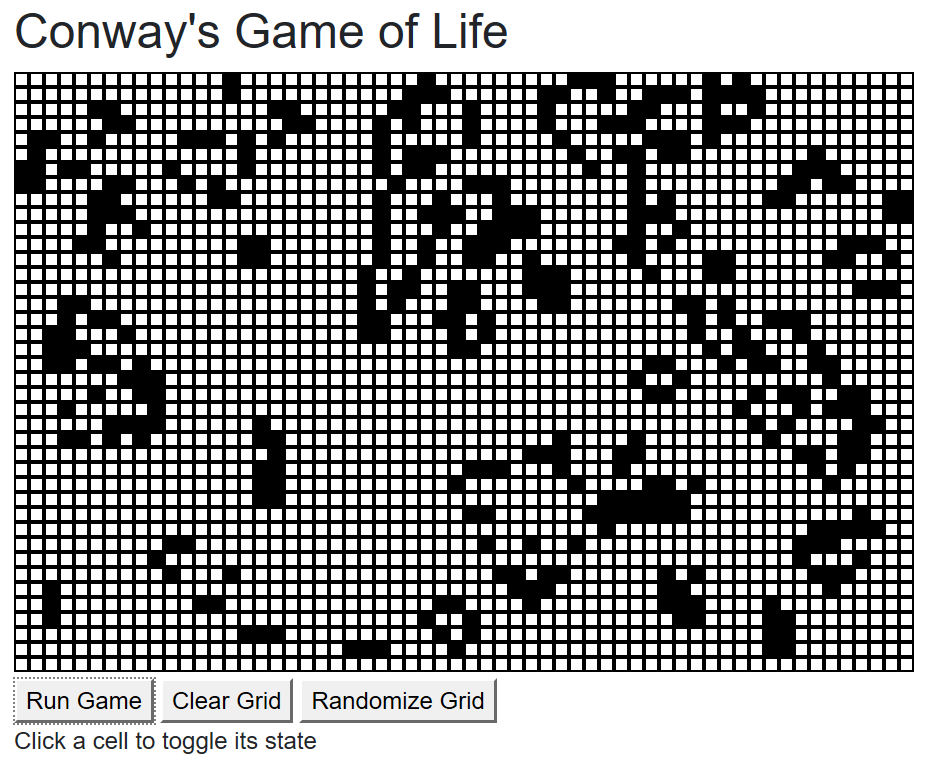 Conway's Game of Life
Run Game Clear Grid Randomize Grid
Click a cell to toggle its state